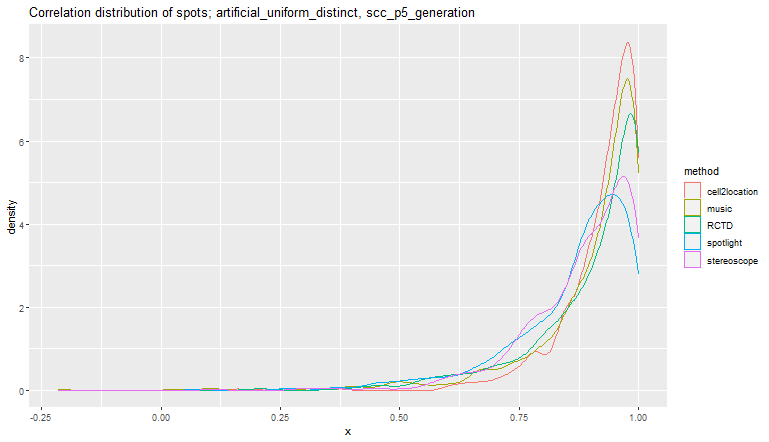 Correlation distribution of spots; artificial_uniform_distinct, scc_p5_generation
8
6
4
2
0
density
-0.25
0.00
0.25
0.50
0.75
1.00
x
method
cell2location
music
RCTD
spotlight
stereoscope